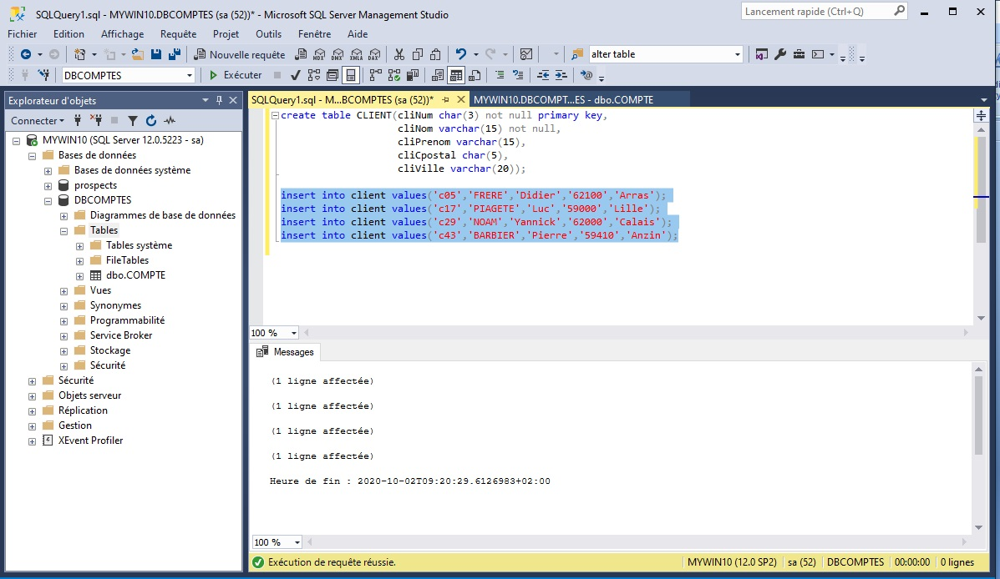 SQLQuery1.sql - MYWIN10.DBCOMPTES (sa (52))* - Microsoft SQL Server Management Studio
Lancement rapide (Ctrl+Q)
Fichier Edition Affichage Requête Projet Outils Fenêtre Aide
Nouvelle requête MDX DMX XMLA DAX alter table
DBCOMPTES Exécuter
Explorateur d'objets
SQLQuery1.sql - M...BCOMPTES (sa (52))* MYWIN10.DBCOMPT...ES - dbo.COMPTE
Connecter
MYWIN10 (SQL Server 12.0.5223 - sa)
Bases de données
Bases de données système
prospects
DBCOMPTES
Diagrammes de base de données
Tables
Tables système
FileTables
dbo.COMPTE
Vues
Synonymes
Programmabilité
Service Broker
Stockage
Sécurité
Sécurité
Objets serveur
Réplication
Gestion
XEvent Profiler
create table CLIENT(cliNum char(3) not null primary key,
cliNom varchar(15) not null,
cliPrenom varchar(15),
cliCpostal char(5),
cliVille varchar(20));
insert into client values('c05','FRERE','Didier','62100','Arras');
insert into client values('c17','PIAGETE','Luc','59000','Lille');
insert into client values('c29','NOAM','Yannick','62000','Calais');
insert into client values('c43','BARBIER','Pierre','59410','Anzin');
100 %
Messages
(1 ligne affectée)
(1 ligne affectée)
(1 ligne affectée)
(1 ligne affectée)
Heure de fin : 2020-10-02T09:20:29.6126983+02:00
100 %
Exécution de requête réussie. MYWIN10 (12.0 SP2) sa (52) DBCOMPTES 00:00:00 0 lignes